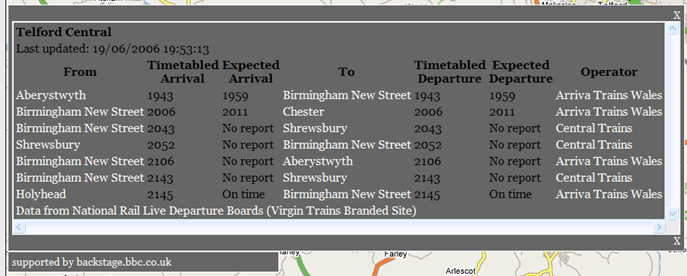 X
Telford Central
Last updated: 19/06/2006 19:53:13
From Timetabled Arrival Expected Arrival To Timetabled Departure Expected Departure Operator
Aberystwyth 1943 1959 Birmingham New Street 1943 1959 Arriva Trains Wales
Birmingham New Street 2006 2011 Chester 2006 2011 Arriva Trains Wales
Birmingham New Street 2043 No report Shrewsbury 2043 No report Central Trains
Shrewsbury 2052 No report Birmingham New Street 2052 No report Central Trains
Birmingham New Street 2106 No report Aberystwyth 2106 No report Arriva Trains Wales
Birmingham New Street 2143 No report Shrewsbury 2143 No report Central Trains
Holyhead 2145 On time Birmingham New Street 2145 On time Arriva Trains Wales
Data from National Rail Live Departure Boards (Virgin Trains Branded Site)
X
supported by backstage.bbc.co.uk
Farley
Arlescot